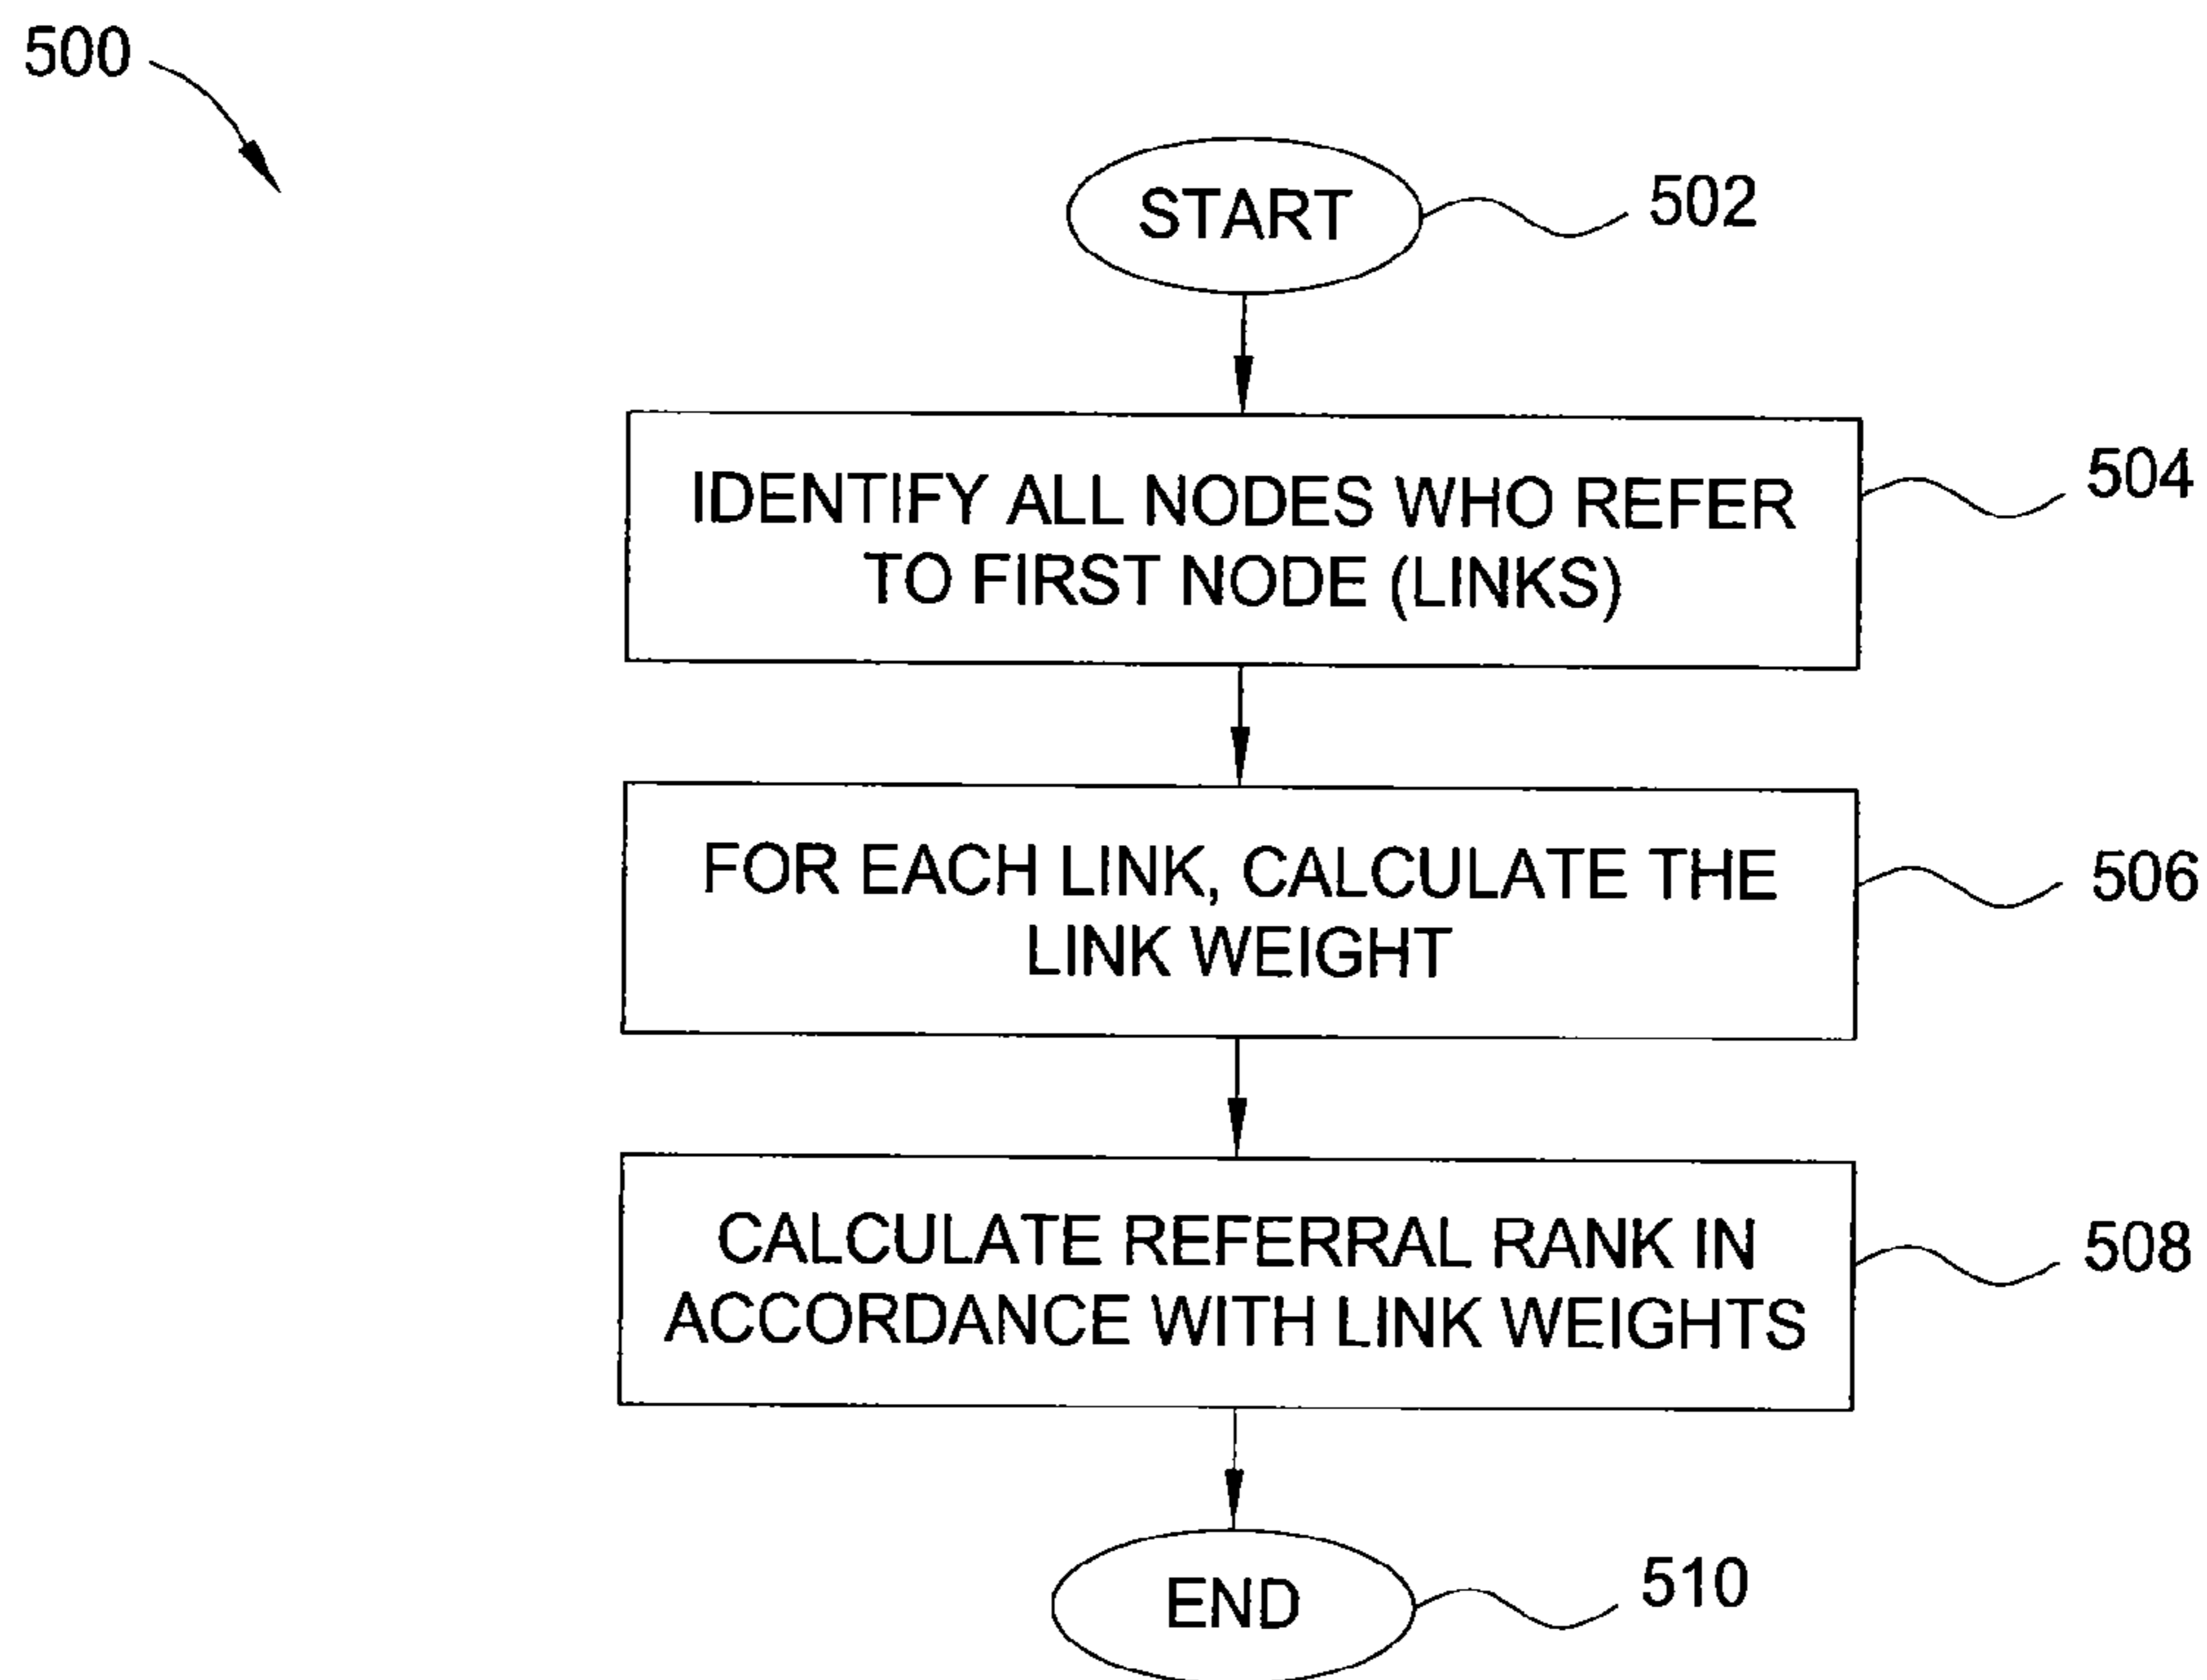 500
START
502
IDENTIFY ALL NODES WHO REFER
TO FIRST NODE (LINKS)
504
FOR EACH LINK, CALCULATE THE
LINK WEIGHT
506
CALCULATE REFERRAL RANK IN
ACCORDANCE WITH LINK WEIGHTS
508
END
510